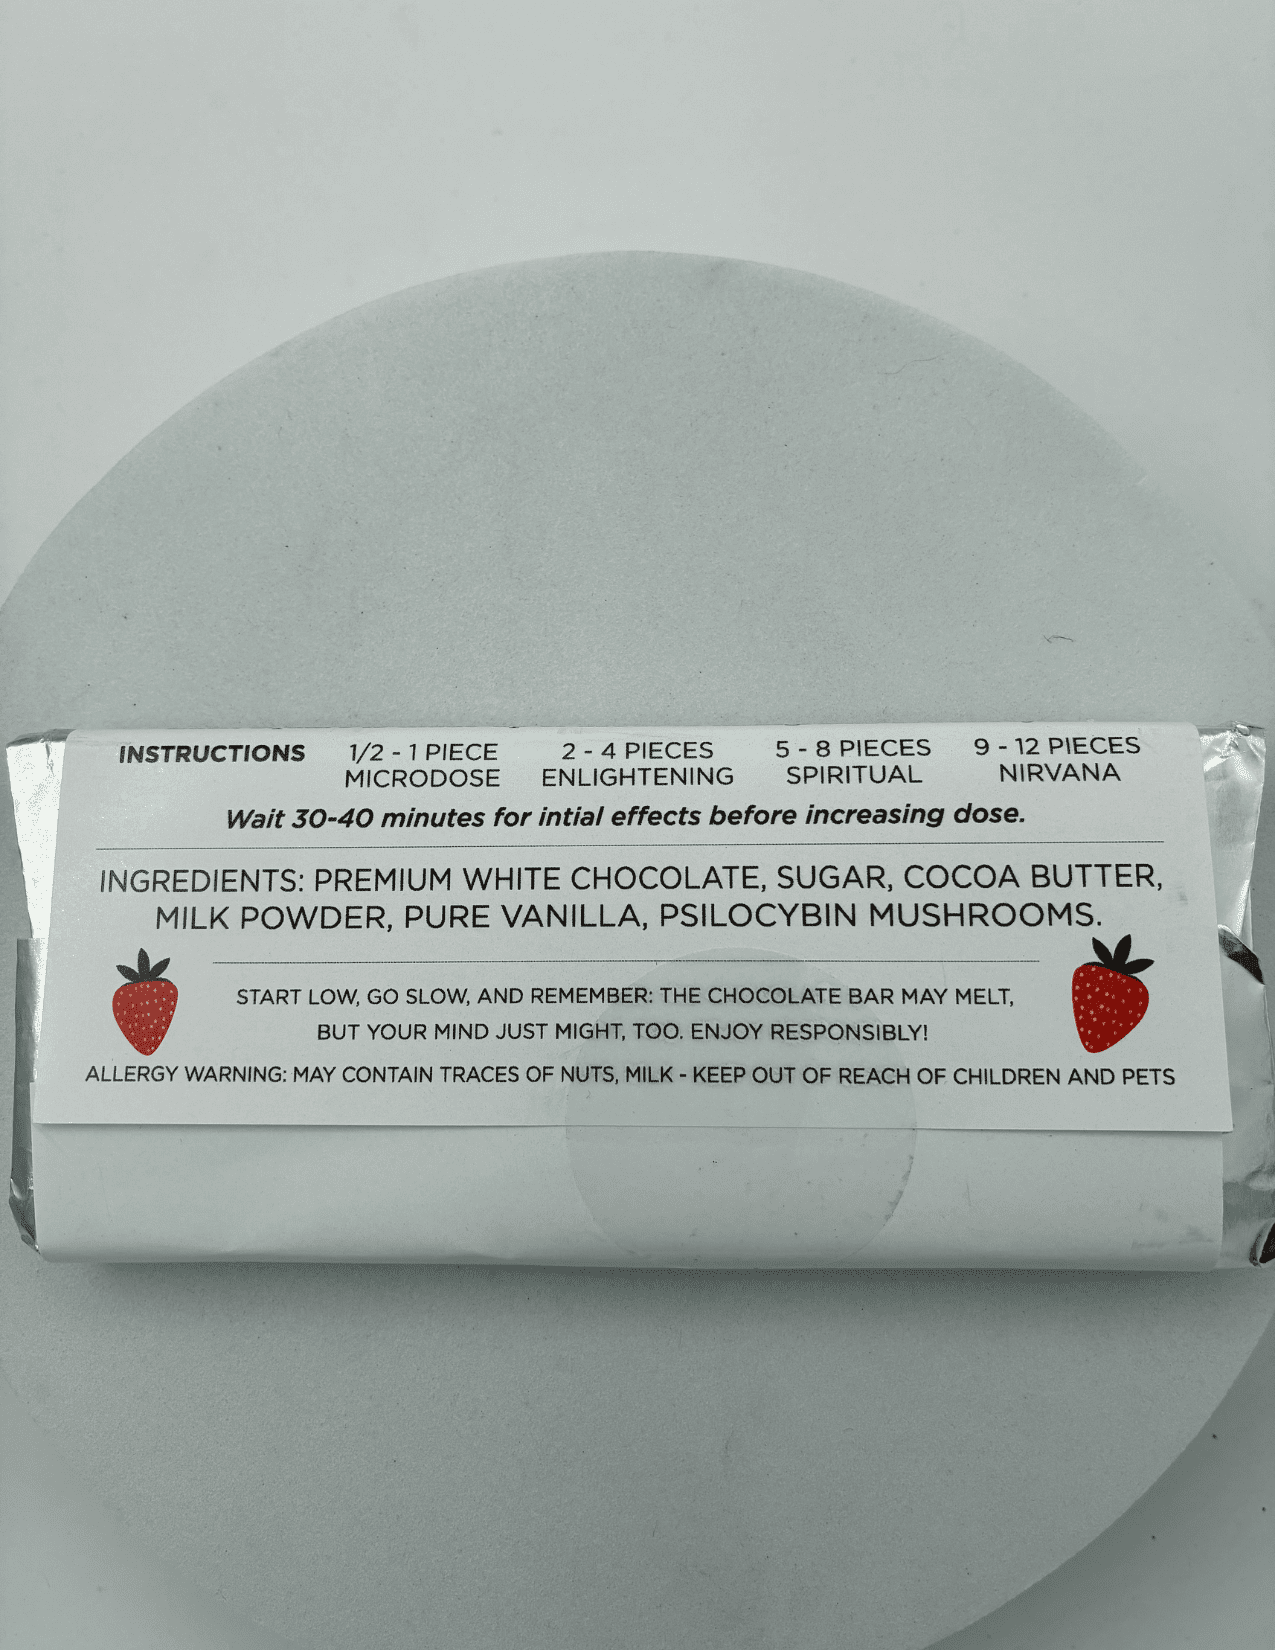 INSTRUCTIONS 1/2 - 1 PIECE 2 - 4 PIECES 5 - 8 PIECES 9 - 12 PIECES
MICRODOSE ENLIGHTENING SPIRITUAL NIRVANA
Wait 30-40 minutes for intial effects before increasing dose.
INGREDIENTS: PREMIUM WHITE CHOCOLATE, SUGAR, COCOA BUTTER,
MILK POWDER, PURE VANILLA, PSILOCYBIN MUSHROOMS.
START LOW, GO SLOW, AND REMEMBER: THE CHOCOLATE BAR MAY MELT,
BUT YOUR MIND JUST MIGHT, TOO. ENJOY RESPONSIBLY!
ALLERGY WARNING: MAY CONTAIN TRACES OF NUTS, MILK - KEEP OUT OF REACH OF CHILDREN AND PETS